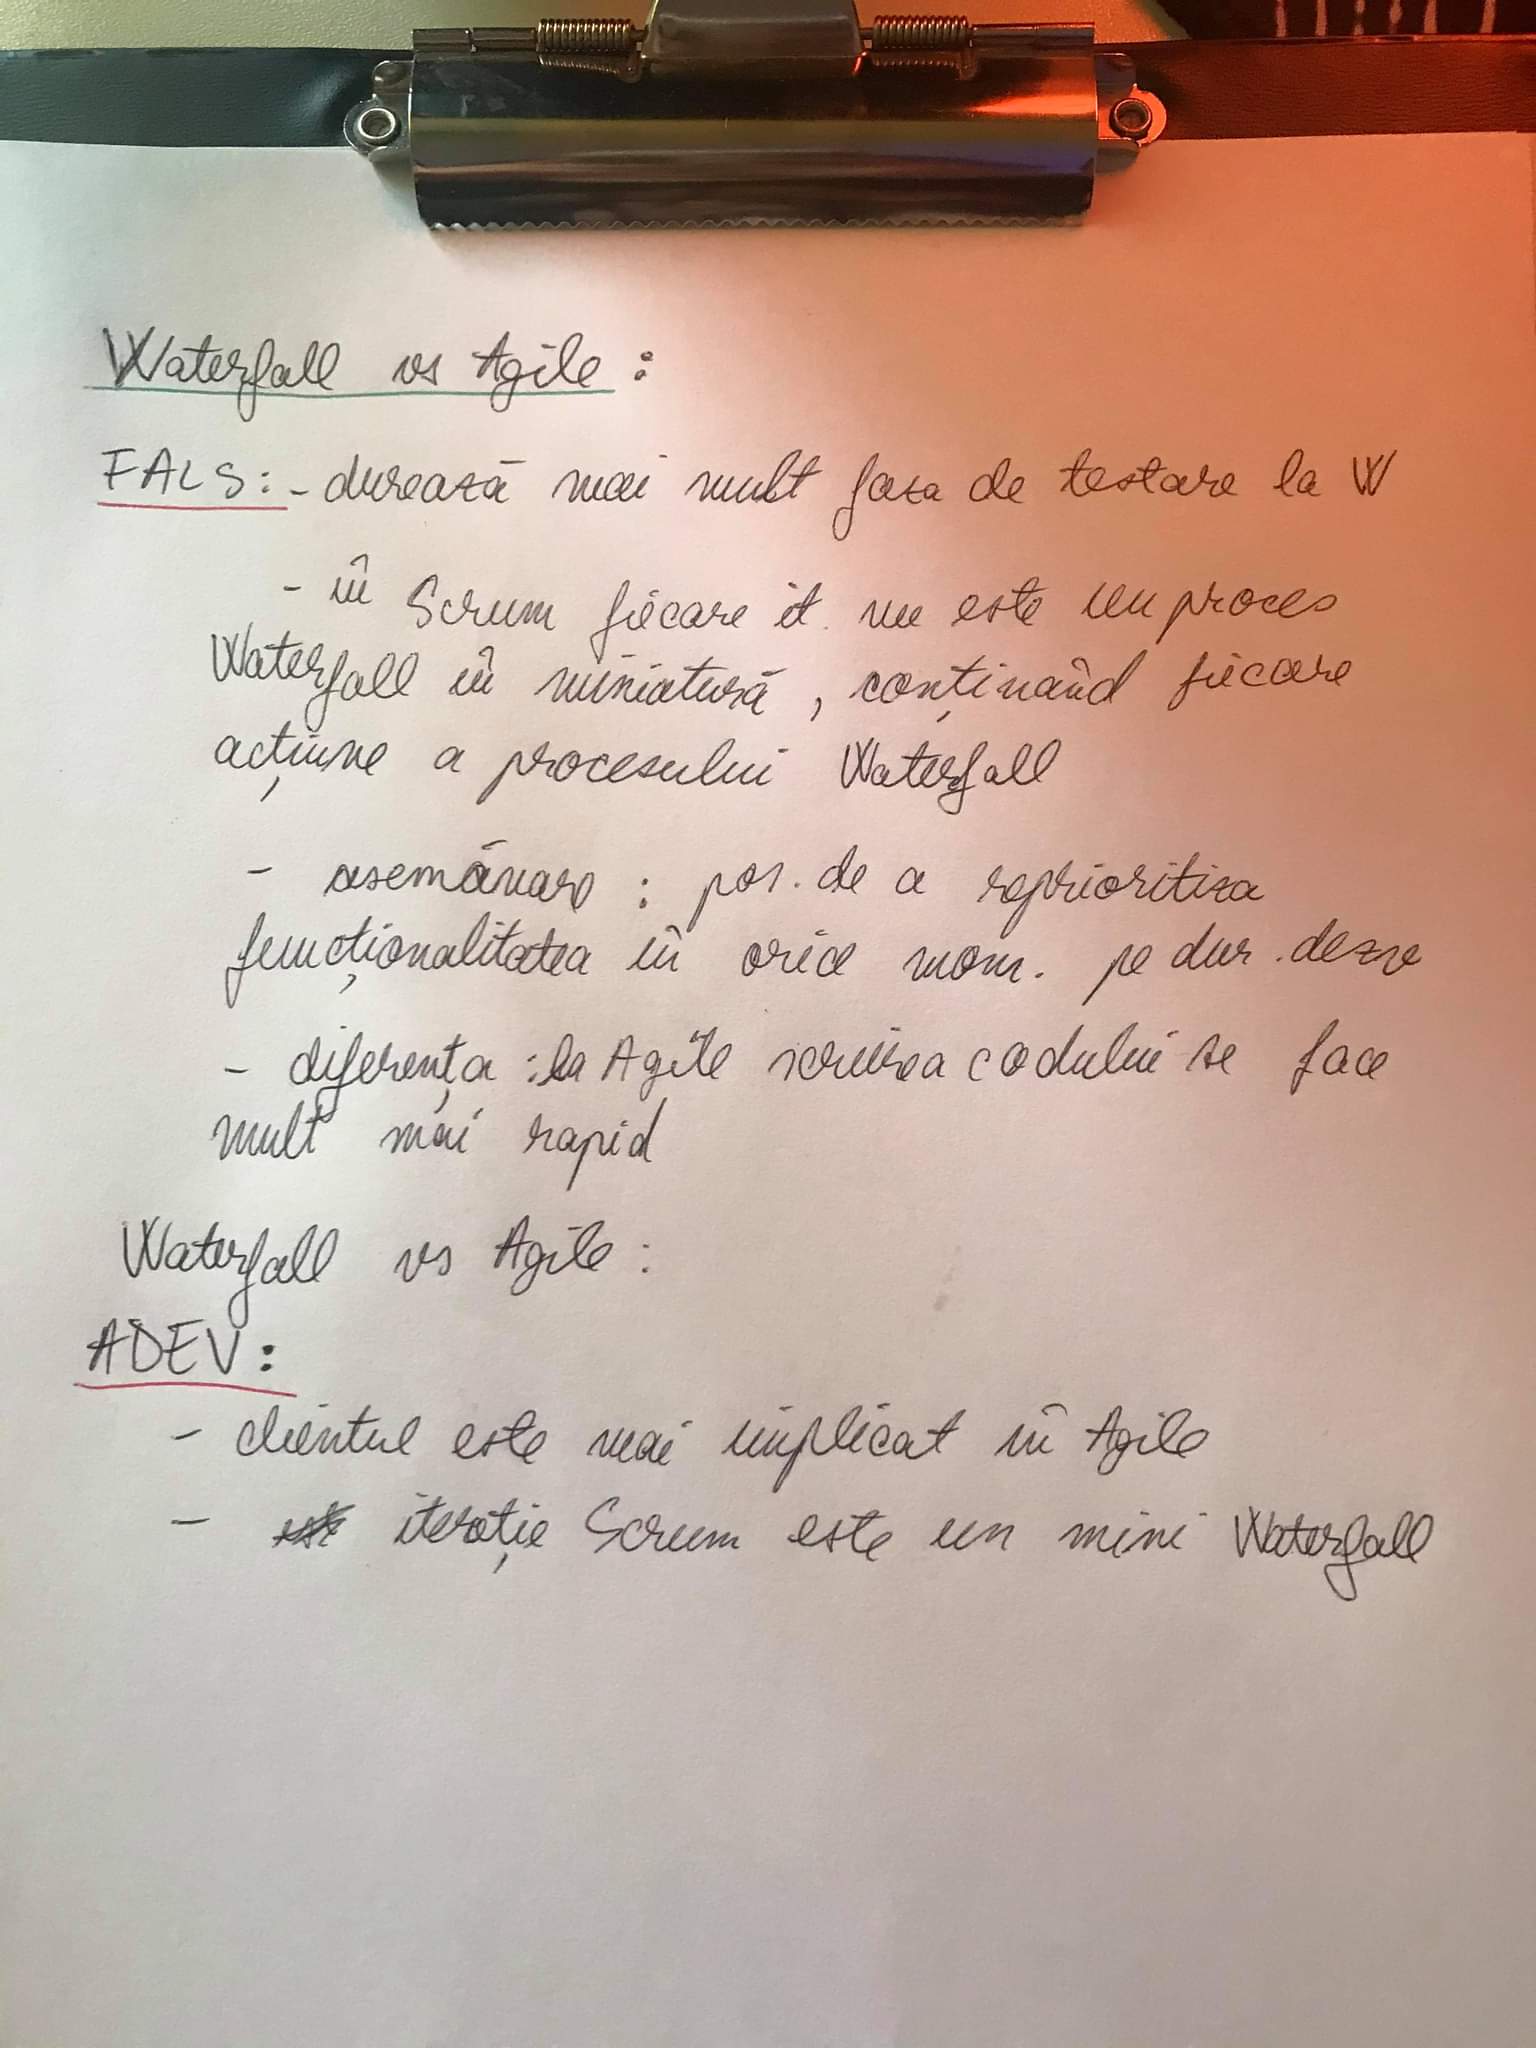 Waterfall vs Agile :
FALS: - durează mai mult faza de testare la W
- în Scrum fiecare it. nu este un proces
Waterfall în miniatură, conținând fiecare
acțiune a procesului Waterfall
- asemănare : pos. de a reprioritiza
funcționalitatea în orice mom. pe dur. dezv
- diferența : la Agile scrierea codului se face
mult mai rapid
Waterfall vs Agile :
ADEV :
- clientul este mai implicat în Agile
- iterație Scrum este un mini Waterfall